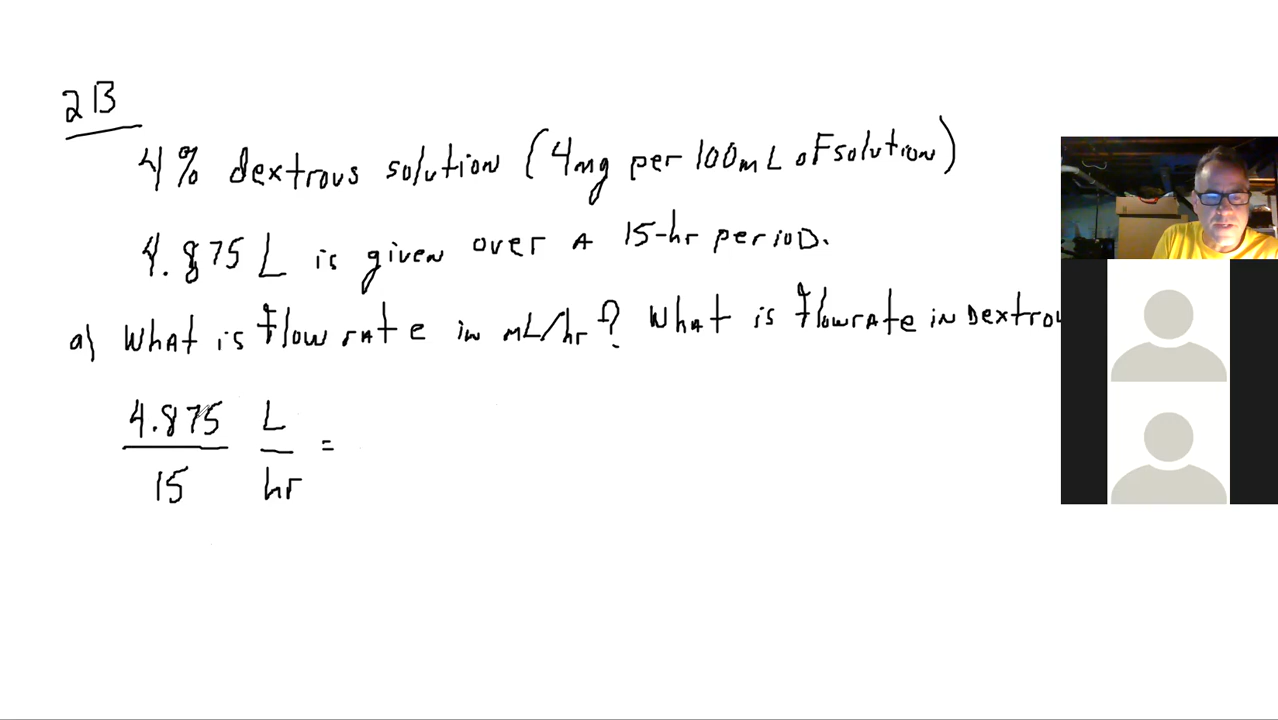 2B
4% dextrous solution (4mg per 100mL of solution)
4.875 L is given over a 15-hr period.
a) What is flow rate in mL/hr? What is flowrate in Dextrou
4.875 L
15 hr =